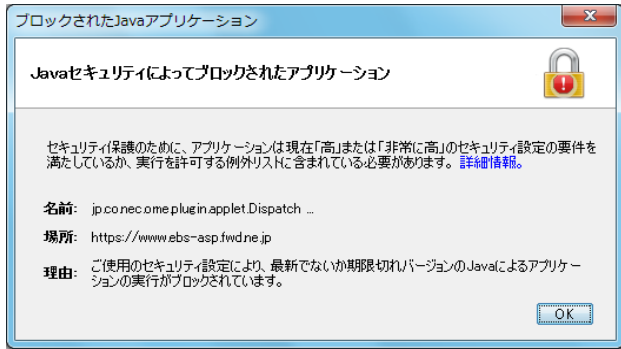 ブロックされたJavaアプリケーション
Javaセキュリティによってブロックされたアプリケーション
セキュリティ保護のために、アプリケーションは現在「高」または「非常に高」のセキュリティ設定の要件を
満たしているか、実行を許可する例外リストに含まれている必要があります。詳細情報。
名前: jp.co.nec.ome.plugin.applet.Dispatch ...
場所: https://www.ebs-asp.fwd.ne.jp
理由: ご使用のセキュリティ設定により、最新でないか期限切れバージョンのJavaによるアプリケー
ションの実行がブロックされています。
OK